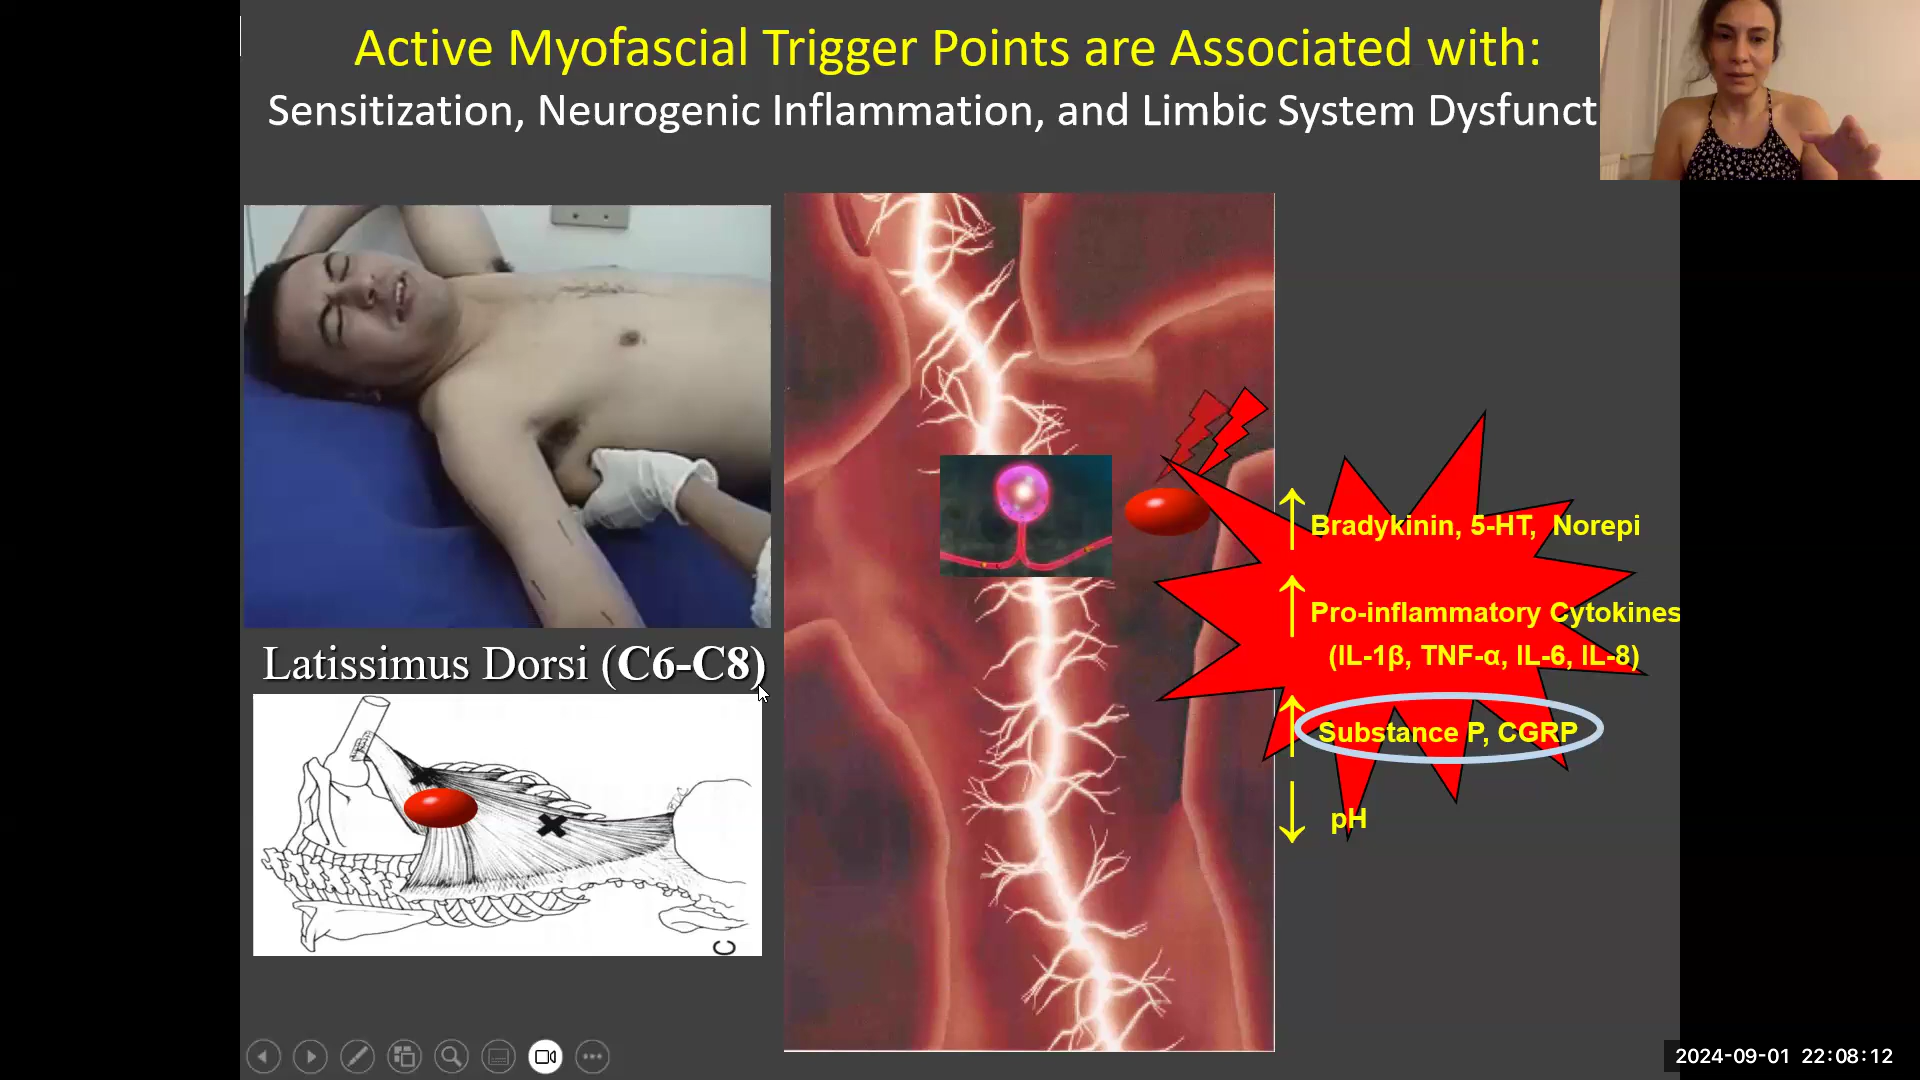 Active Myofascial Trigger Points are Associated with:
Sensitization, Neurogenic Inflammation, and Limbic System Dysfunct
Latissimus Dorsi (C6-C8)
C
Bradykinin, 5-HT, Norepi
Pro-inflammatory Cytokines
(IL-1β, TNF-α, IL-6, IL-8)
Substance P, CGRP
pH
2024-09-01 22:08:12